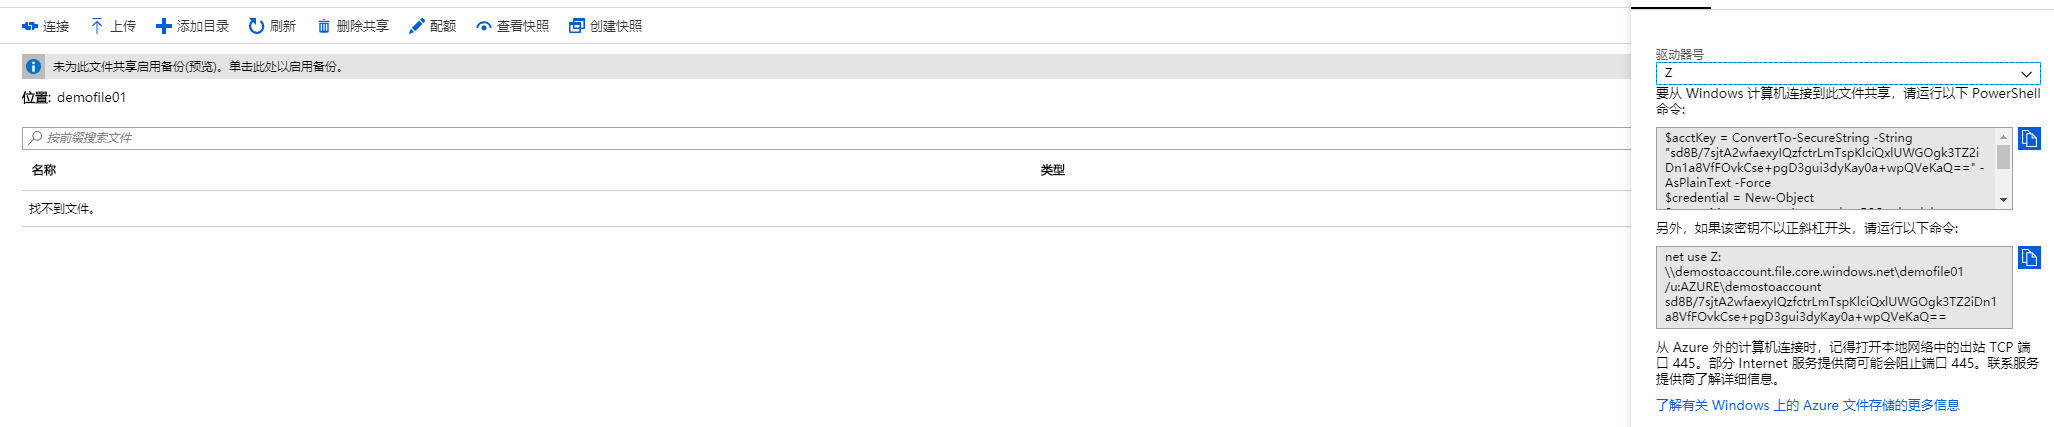 连接 上传 添加目录 刷新 删除共享 配额 查看快照 创建快照
未为此文件共享启用备份(预览)。单击此处以启用备份。
位置: demofile01
按前缀搜索文件
名称 类型
找不到文件。
驱动器号
Z
要从 Windows 计算机连接到此文件共享，请运行以下 PowerShell
命令:
$acctKey = ConvertTo-SecureString -String
"sd8B/7sjtA2wfaexyIQzfctrLmTspKlciQxlUWGOgk3TZ2i
Dn1a8VfFOvkCse+pgD3gui3dyKay0a+wpQVeKaQ==" -
AsPlainText -Force
$credential = New-Object
另外，如果该密钥不以正斜杠开头，请运行以下命令:
net use Z:
\\demostoaccount.file.core.windows.net\demofile01
/u:AZURE\demostoaccount
sd8B/7sjtA2wfaexyIQzfctrLmTspKlciQxlUWGOgk3TZ2iDn1
a8VfFOvkCse+pgD3gui3dyKay0a+wpQVeKaQ==
从 Azure 外的计算机连接时，记得打开本地网络中的出站 TCP 端
口 445。部分 Internet 服务提供商可能会阻止端口 445。联系服务
提供商了解详细信息。
了解有关 Windows 上的 Azure 文件存储的更多信息